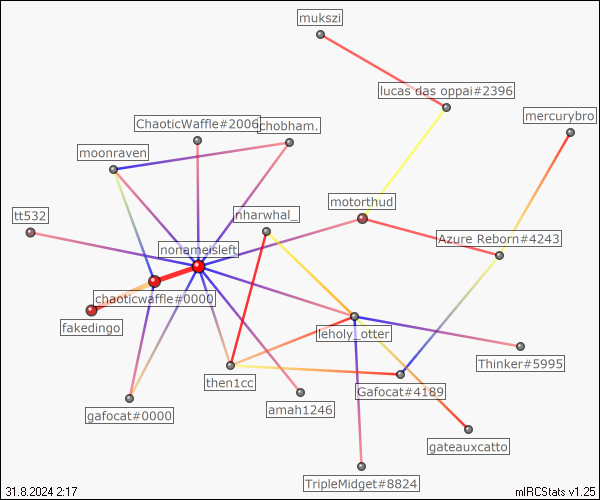 mukszi
lucas das oppai#2396
mercurybro
ChaoticWaffle#2006
chobham.
moonraven
motorthud
tt532
nharwhal_
Azure Reborn#4243
nonameisleft
chaoticwaffle#0000
fakedingo
leholy_otter
Thinker#5995
then1cc
Gafocat#4189
amah1246
gafocat#0000
gateauxcatto
TripleMidget#8824
31.8.2024 2:17
mIRCStats v1.25